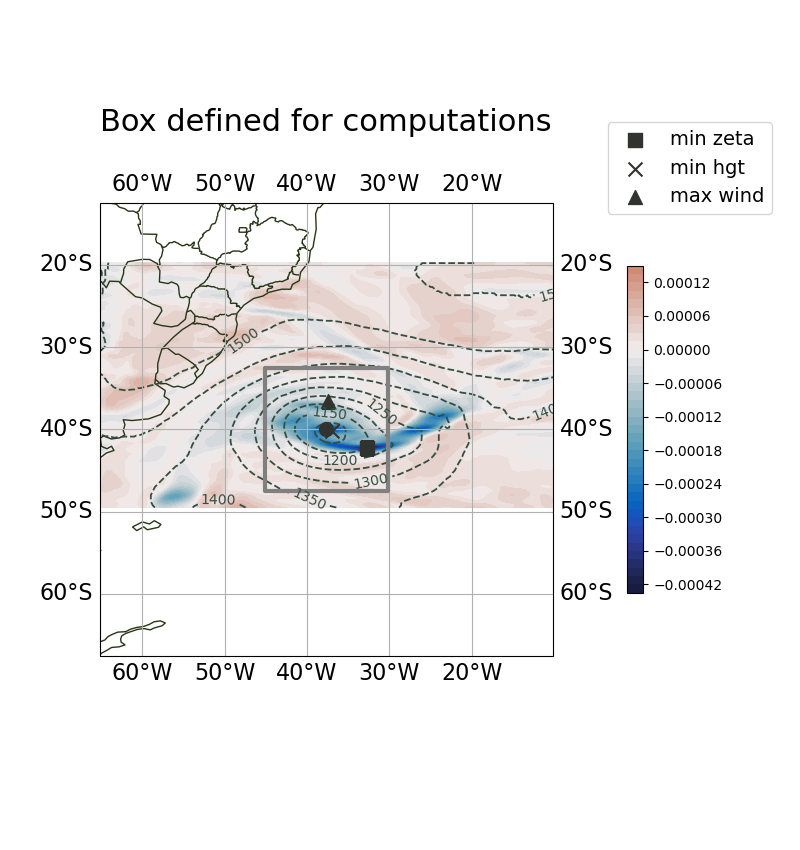 Box defined for computations
min zeta
min hgt
max wind
60°W 50°W 40°W 30°W 20°W
20°S 20°S
30°S 30°S
40°S 40°S
50°S 50°S
60°S 60°S
1500
1150
1250
1200
1300
1350
1400
60°W 50°W 40°W 30°W 20°W
0.00012
0.00006
0.00000
−0.00006
−0.00012
−0.00018
−0.00024
−0.00030
−0.00036
−0.00042